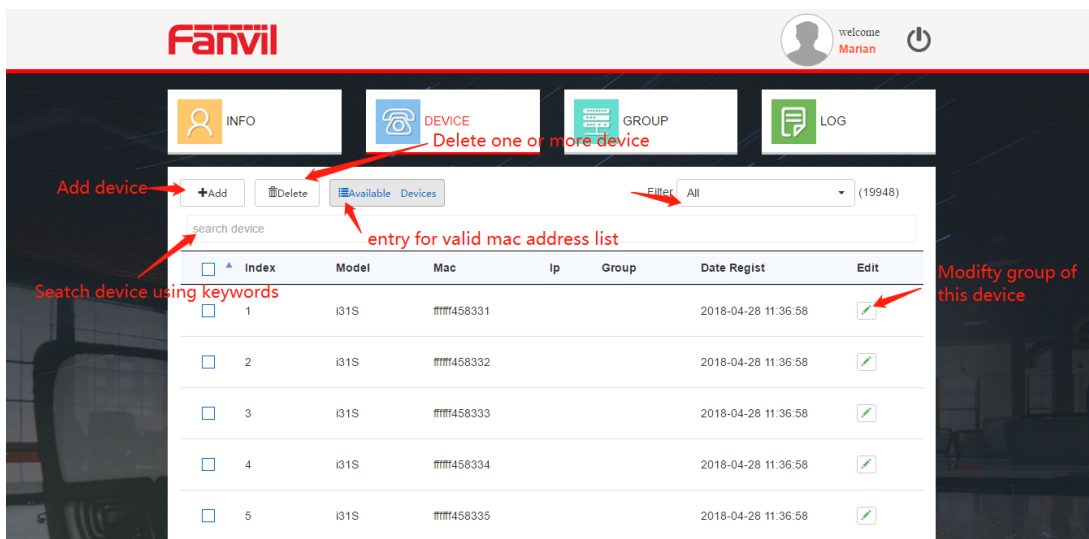 Fanvil
welcome
Marian
INFO
DEVICE
GROUP
LOG
Delete one or more device
Add device
Add
Delete
Available Devices
Filter
All
(19948)
search device
entry for valid mac address list
Index Model Mac Ip Group Date Regist Edit
Seatch device using keywords
Modifty group of
this device
1 i31S ffffff458331 2018-04-28 11:36:58
2 i31S ffffff458332 2018-04-28 11:36:58
3 i31S ffffff458333 2018-04-28 11:36:58
4 i31S ffffff458334 2018-04-28 11:36:58
5 i31S ffffff458335 2018-04-28 11:36:58